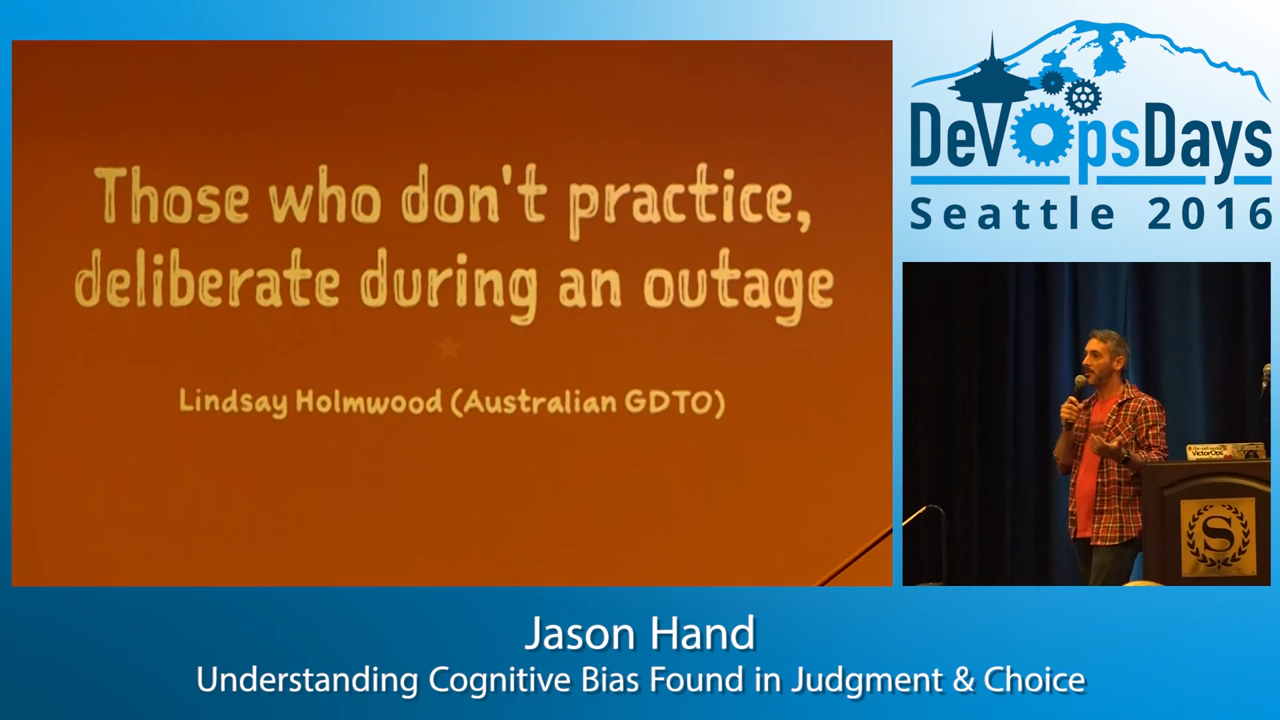 Those who don't practice,
deliberate during an outage
Lindsay Holmwood (Australian GDTO)
DevOpsDays
Seattle 2016
VictorOps
S
Jason Hand
Understanding Cognitive Bias Found in Judgment & Choice